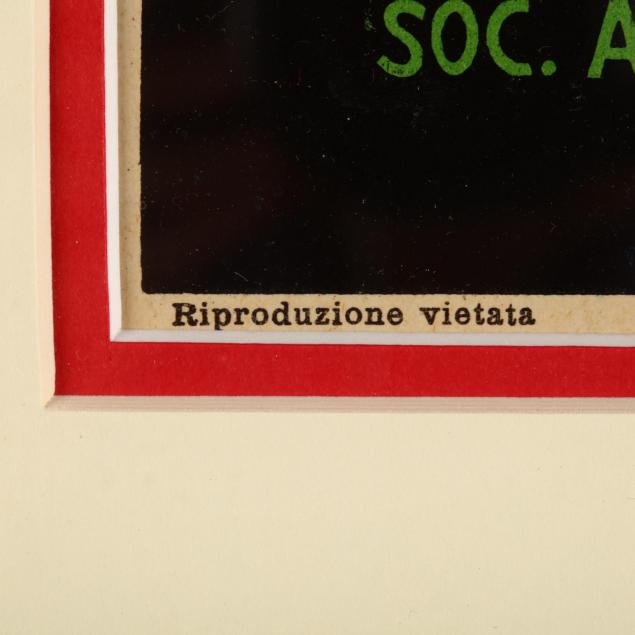 SOC. A
Riproduzione vietata